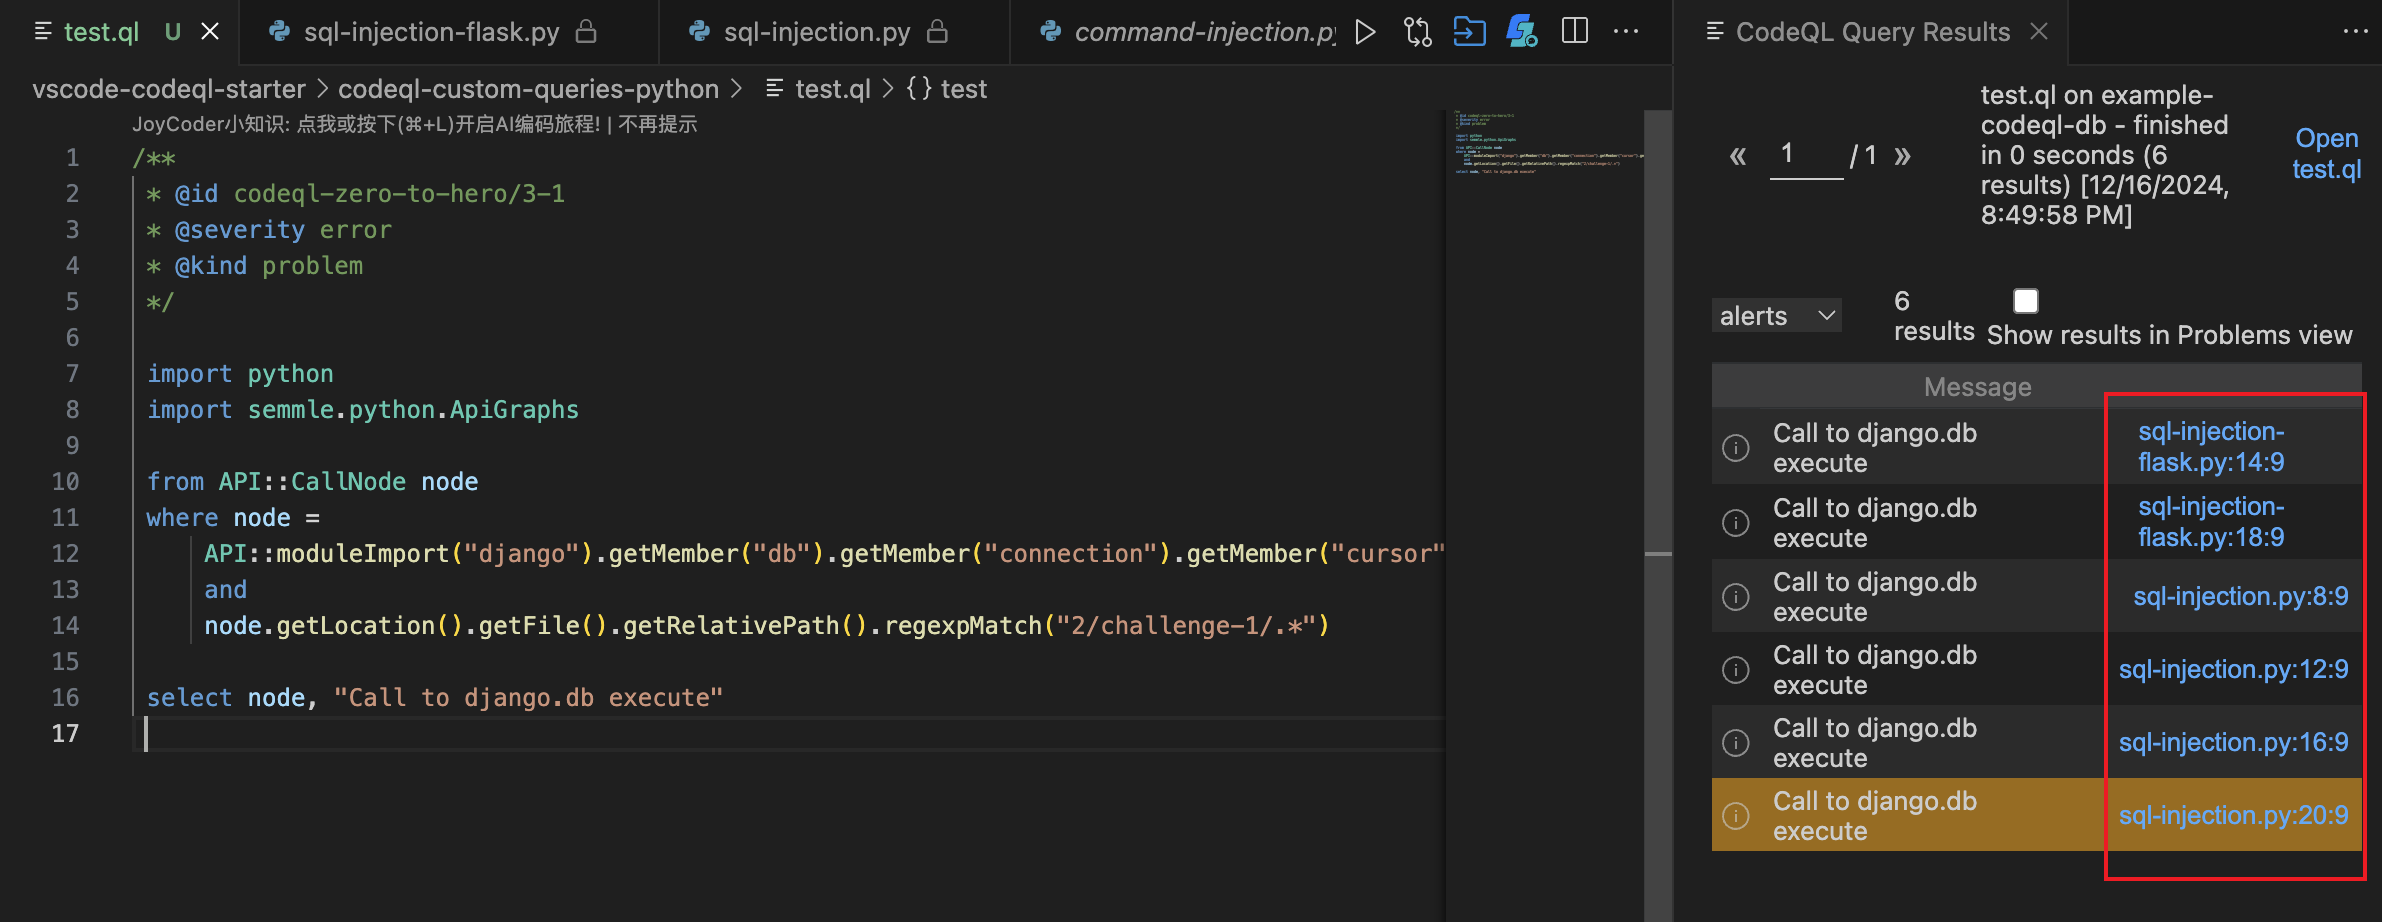 test.ql U
sql-injection-flask.py
sql-injection.py
command-injection.py
CodeQL Query Results
vscode-codeql-starter > codeql-custom-queries-python > test.ql > {} test
JoyCoder小知识: 点我或按下(⌘+L)开启AI编码旅程! | 不再提示
1 /**
2 * @id codeql-zero-to-hero/3-1
3 * @severity error
4 * @kind problem
5 */
6
7 import python
8 import semmle.python.ApiGraphs
9
10 from API::CallNode node
11 where node =
12 API::moduleImport("django").getMember("db").getMember("connection").getMember("cursor"
13 and
14 node.getLocation().getFile().getRelativePath().regexpMatch("2/challenge-1/.*")
15
16 select node, "Call to django.db execute"
17
« 1 / 1 »
test.ql on example-
codeql-db - finished
in 0 seconds (6
results) [12/16/2024,
8:49:58 PM]
Open
test.ql
alerts
6
results
Show results in Problems view
Message
Call to django.db
execute
sql-injection-
flask.py:14:9
Call to django.db
execute
sql-injection-
flask.py:18:9
Call to django.db
execute
sql-injection.py:8:9
Call to django.db
execute
sql-injection.py:12:9
Call to django.db
execute
sql-injection.py:16:9
Call to django.db
execute
sql-injection.py:20:9